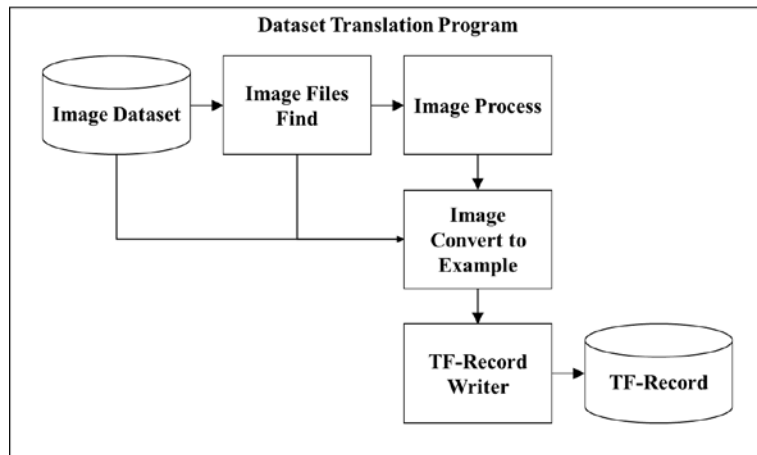 Dataset Translation Program
Image Dataset
Image Files
Find
Image Process
Image
Convert to
Example
TF-Record
Writer
TF-Record